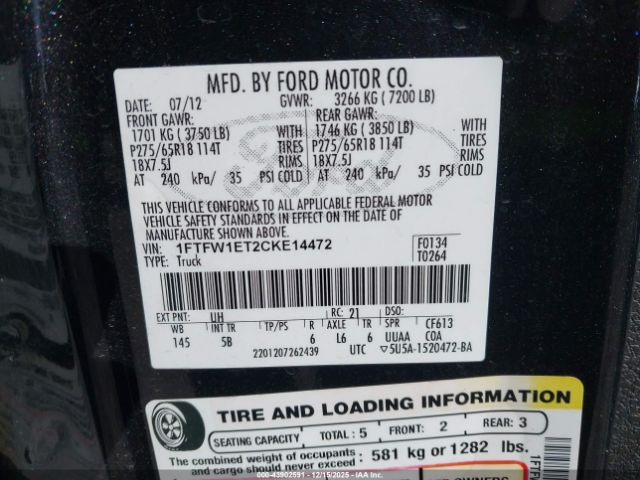 MFD. BY FORD MOTOR CO.
DATE: 07/12 GVWR: 3266 KG ( 7200 LB)
FRONT GAWR: REAR GAWR:
1701 KG ( 3750 LB) WITH 1746 KG ( 3850 LB) WITH
P275/65R18 114T TIRES P275/65R18 114T TIRES
18X7.5J RIMS 18X7.5J RIMS
AT 240 kPa/ 35 PSI COLD AT 240 kPa/ 35 PSI COLD
THIS VEHICLE CONFORMS TO ALL APPLICABLE FEDERAL MOTOR
VEHICLE SAFETY STANDARDS IN EFFECT ON THE DATE OF
MANUFACTURE SHOWN ABOVE.
VIN: 1FTFW1ET2CKE14472 F0134
TYPE: Truck T0264
EXT PNT: UH RC: 21 DSO:
WB INT TR TP/PS R AXLE TR SPR CF613
145 5B 6 L6 6 UUAA COA
2201207262439 UTC ▽5U5A-1520472-BA
TIRE AND LOADING INFORMATION
SEATING CAPACITY TOTAL: 5 FRONT: 2 REAR: 3
The combined weight of occupants and cargo should never exceed: 581 kg or 1282 lbs.
©44-43902591 - 12/15/2025 - IAAI.COM